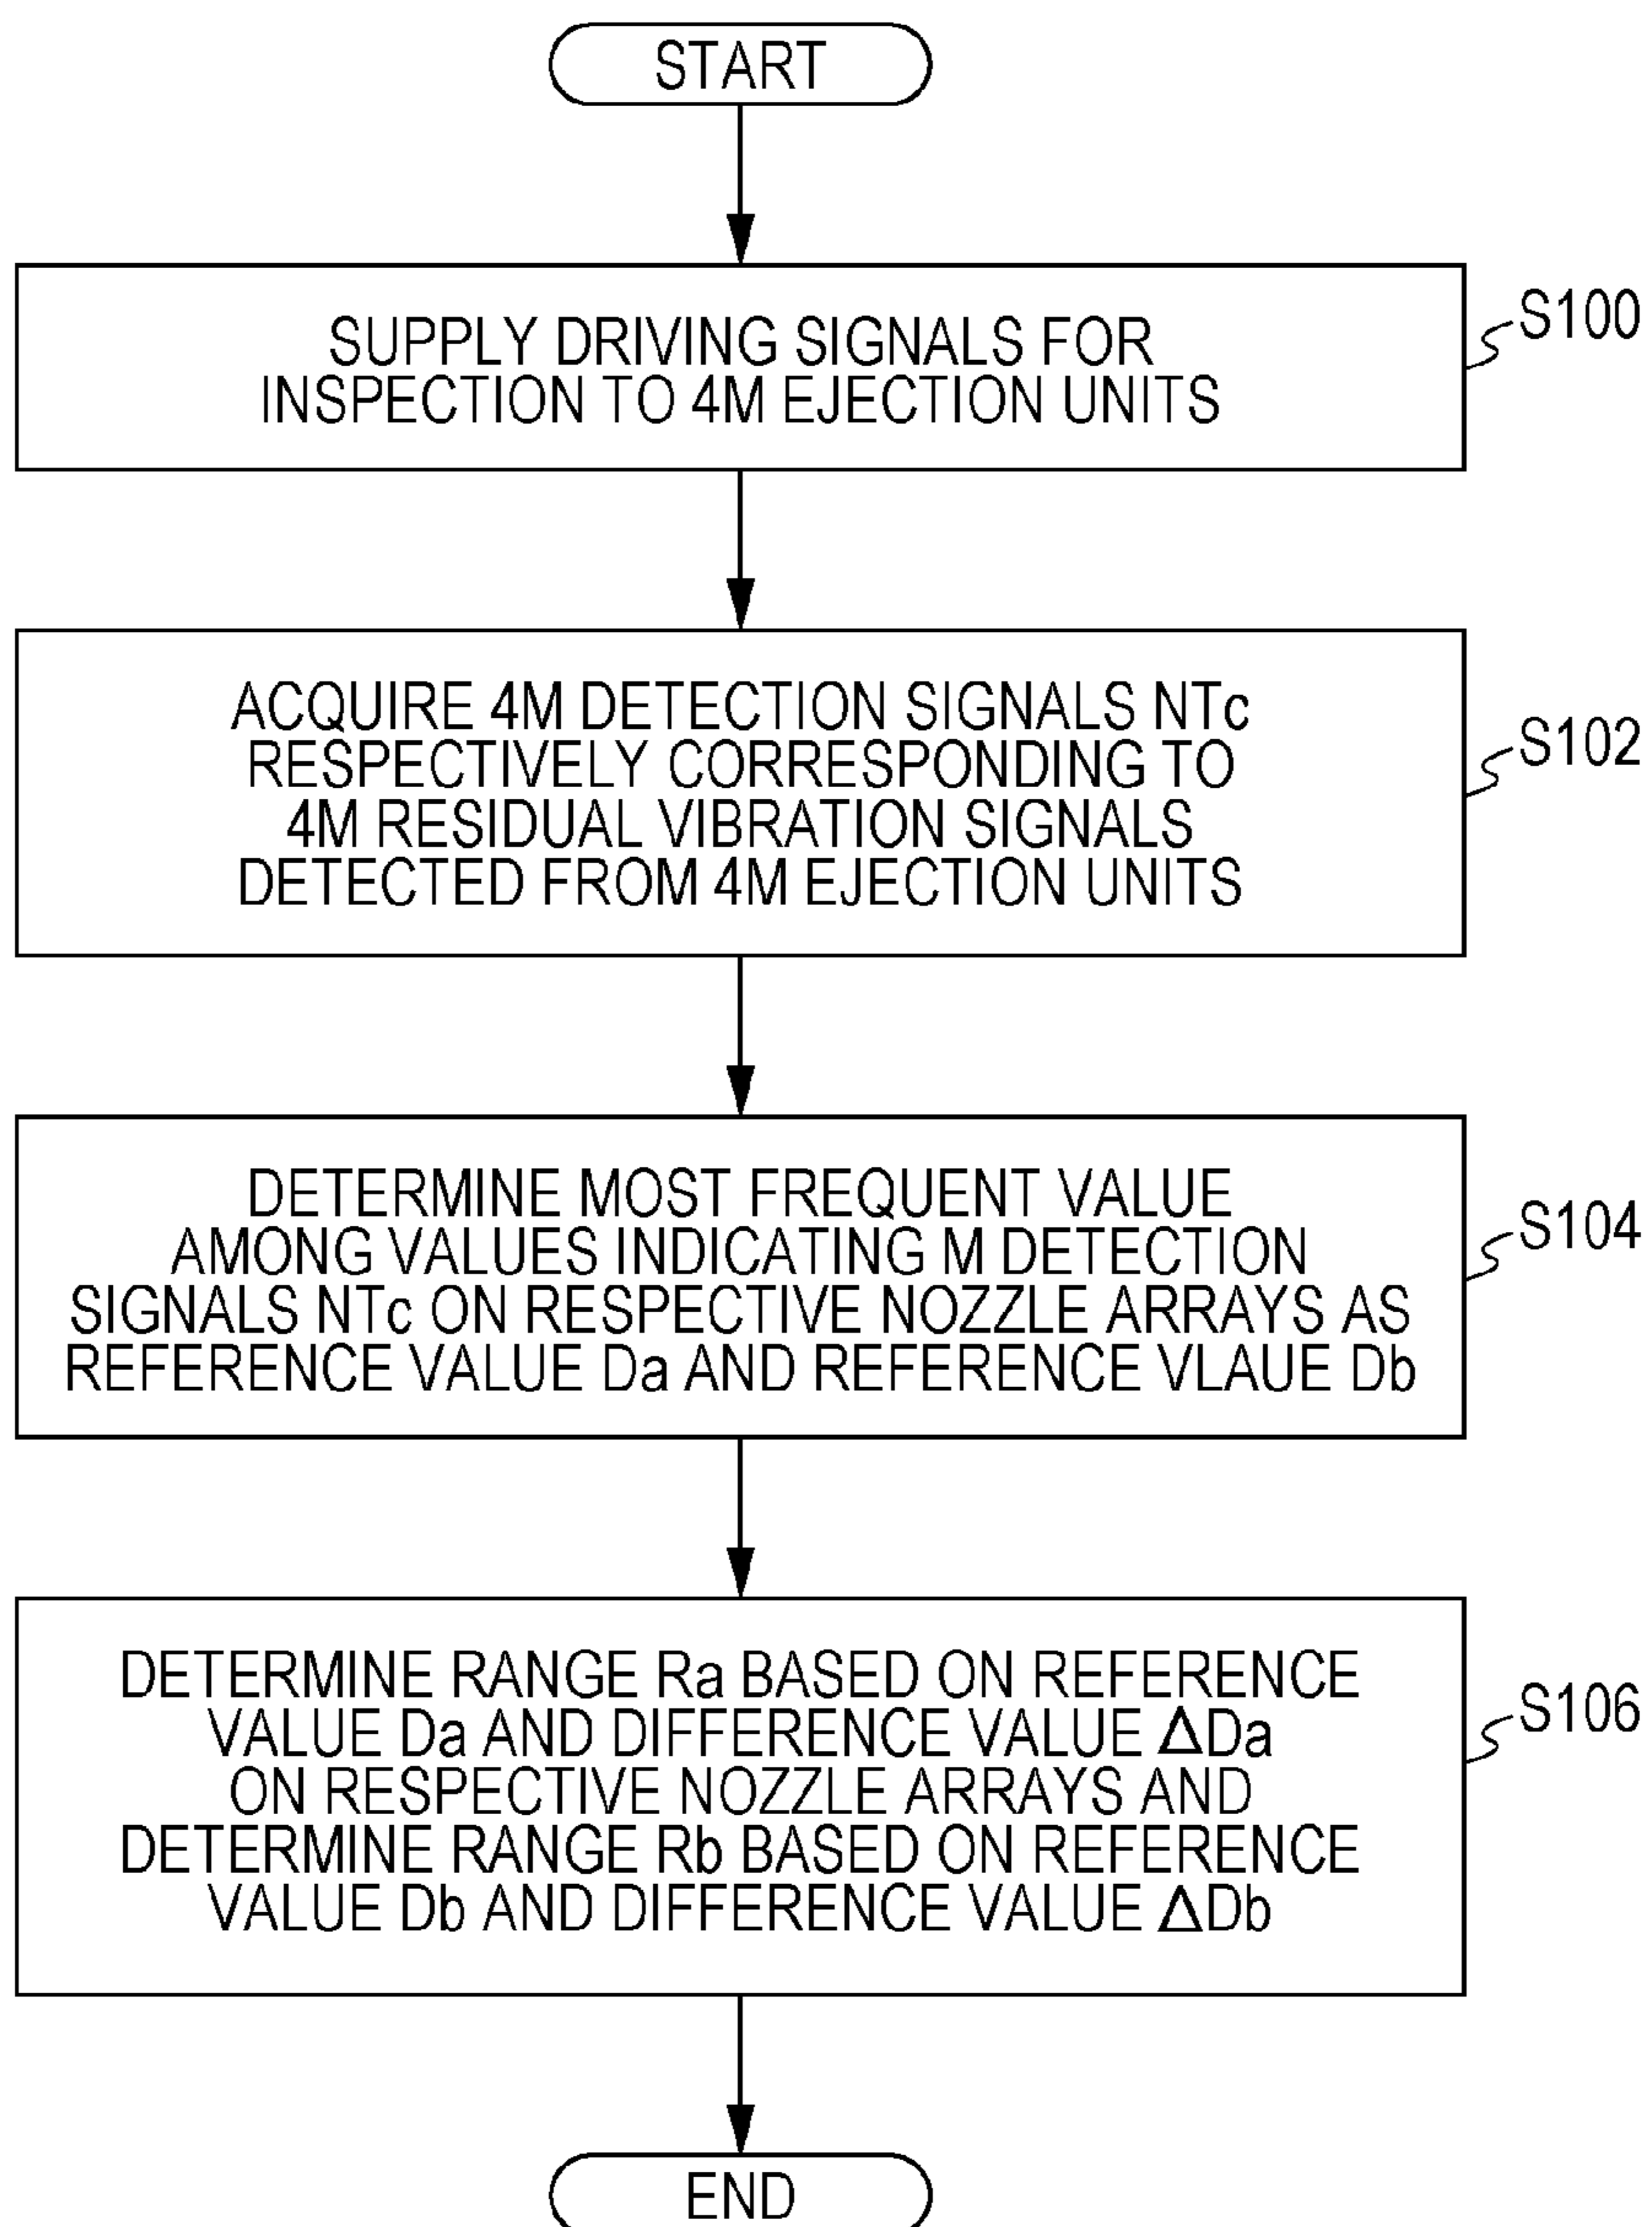 START
SUPPLY DRIVING SIGNALS FOR
INSPECTION TO 4M EJECTION UNITS
S100
ACQUIRE 4M DETECTION SIGNALS NTc
RESPECTIVELY CORRESPONDING TO
4M RESIDUAL VIBRATION SIGNALS
DETECTED FROM 4M EJECTION UNITS
S102
DETERMINE MOST FREQUENT VALUE
AMONG VALUES INDICATING M DETECTION
SIGNALS NTc ON RESPECTIVE NOZZLE ARRAYS AS
REFERENCE VALUE Da AND REFERENCE VLAUE Db
S104
DETERMINE RANGE Ra BASED ON REFERENCE
VALUE Da AND DIFFERENCE VALUE ΔDa
ON RESPECTIVE NOZZLE ARRAYS AND
DETERMINE RANGE Rb BASED ON REFERENCE
VALUE Db AND DIFFERENCE VALUE ΔDb
S106
END